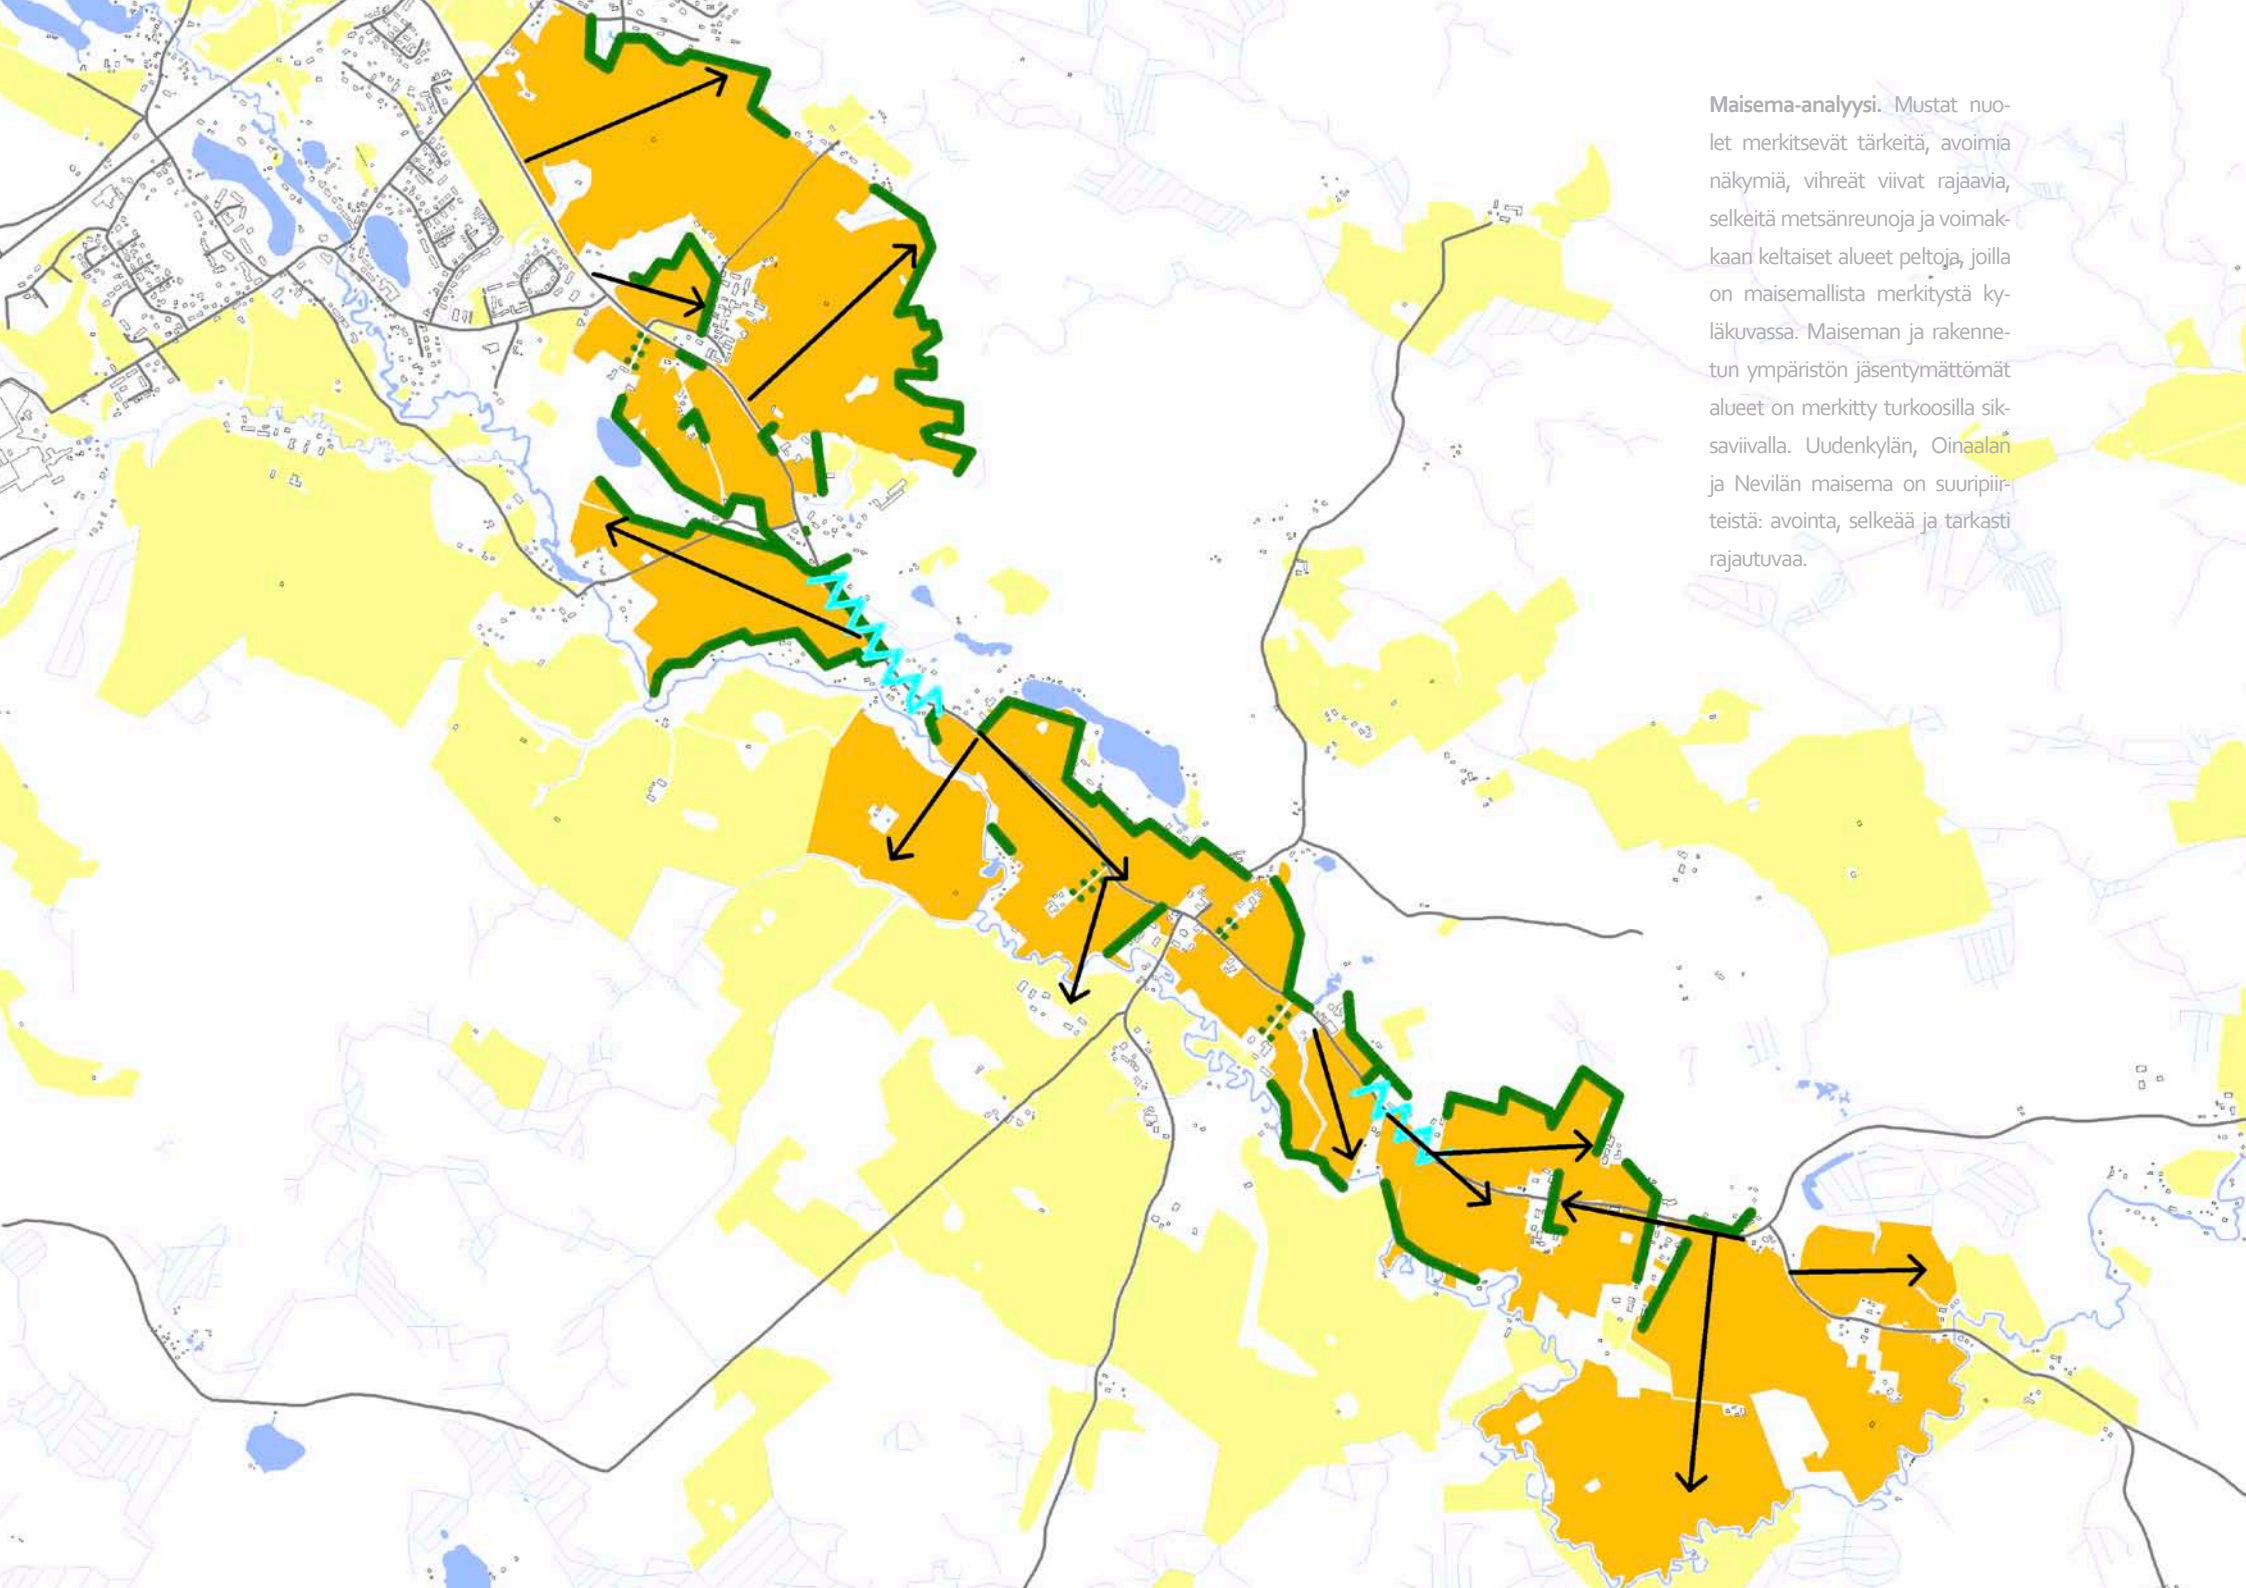 Maisema-analyysi. Mustat nuo-
let merkitsevät tärkeitä, avoimia
näkymiä, vihreät viivat rajaavia,
selkeitä metsänreunoja ja voimak-
kaan keltaiset alueet peltoja, joilla
on maisemallista merkitystä ky-
läkuvassa. Maiseman ja rakenne-
tun ympäristön jäsentymättömät
alueet on merkitty turkoosilla sik-
saviivalla. Uudenkylän, Oinaalan
ja Nevilän maisema on suuripiir-
teistä: avointa, selkeää ja tarkasti
rajautuvaa.